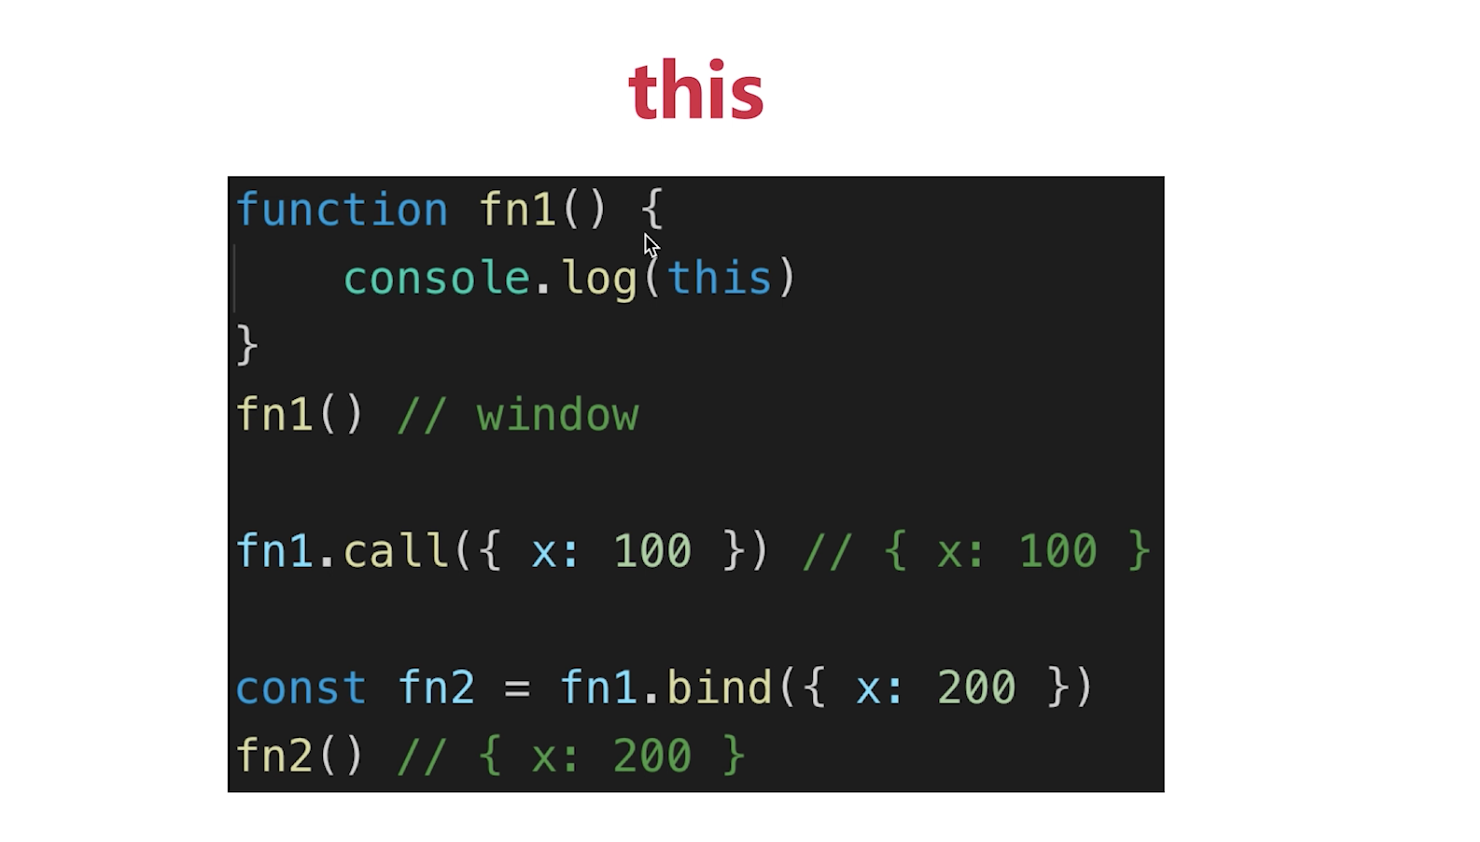 this
function fn1() {
    console.log(this)
}
fn1() // window
fn1.call({ x: 100 }) // { x: 100 }
const fn2 = fn1.bind({ x: 200 })
fn2() // { x: 200 }